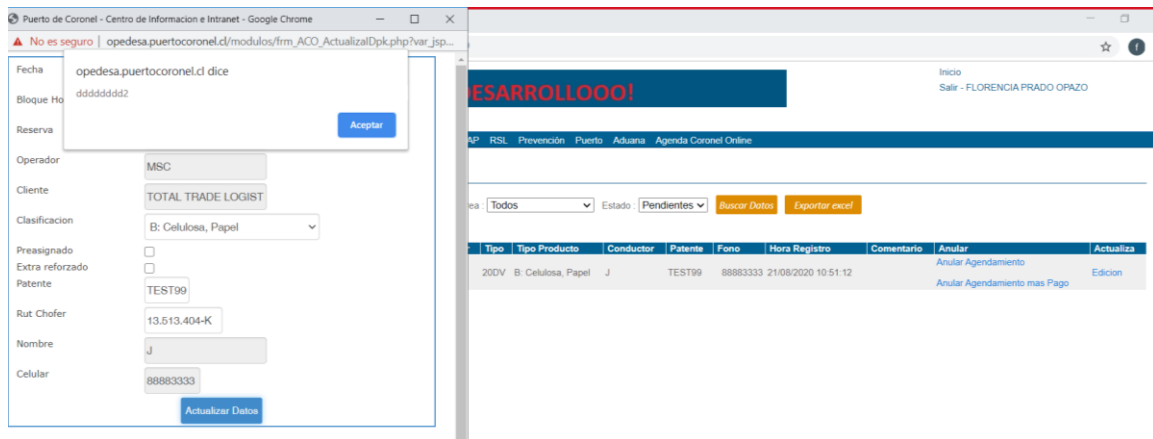 Puerto de Coronel - Centro de Informacion e Intranet - Google Chrome
No es seguro | opedesa.puertocoronel.cl/modulos/frm_ACO_ActualizaIDpk.php?var_jsp...
opedesa.puertocoronel.cl dice
dddddddd2
Aceptar
Fecha
Bloque Ho
Reserva
Operador MSC
Cliente TOTAL TRADE LOGIST
Clasificacion B: Celulosa, Papel
Preasignado
Extra reforzado
Patente TEST99
Rut Chofer 13.513.404-K
Nombre J
Celular 88883333
Actualizar Datos
f
ESARROLLOOO!
Inicio
Salir - FLORENCIA PRADO OPAZO
AP RSL Prevención Puerto Aduana Agenda Coronel Online
ea : Todos Estado : Pendientes Buscar Datos Exportar excel
Tipo Tipo Producto Conductor Patente Fono Hora Registro Comentario Anular Actualiza
20DV B: Celulosa, Papel J TEST99 88883333 21/08/2020 10:51:12 Anular Agendamiento Edicion
Anular Agendamiento mas Pago